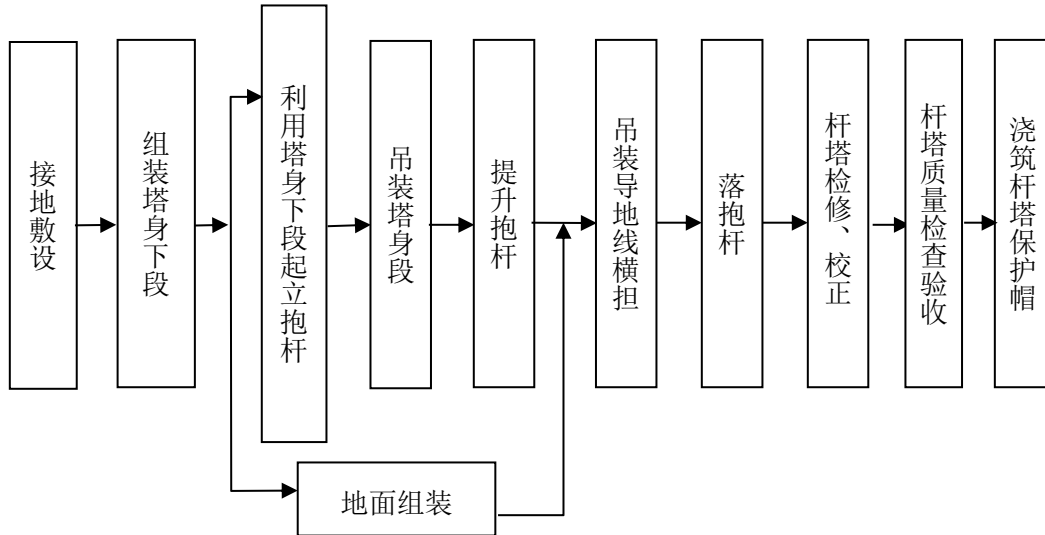 接地敷设
组装塔身下段
利用塔身下段起立抱杆
吊装塔身段
提升抱杆
吊装导地线横担
落抱杆
杆塔检修、校正
杆塔质量检查验收
浇筑杆塔保护帽
地面组装